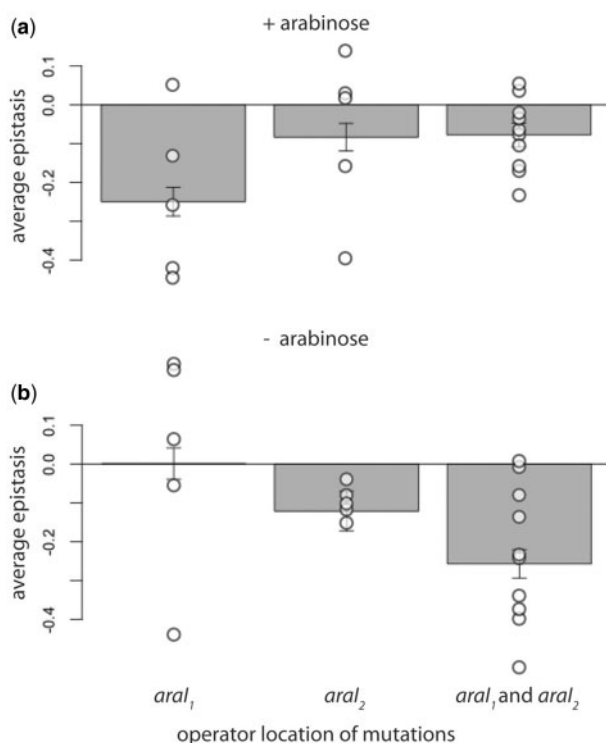 (a)
+ arabinose
average epistasis
0.1
0.0
-0.2
-0.4
- arabinose
(b)
average epistasis
0.1
0.0
-0.2
-0.4
araI₁
araI₂
araI₁ and araI₂
operator location of mutations